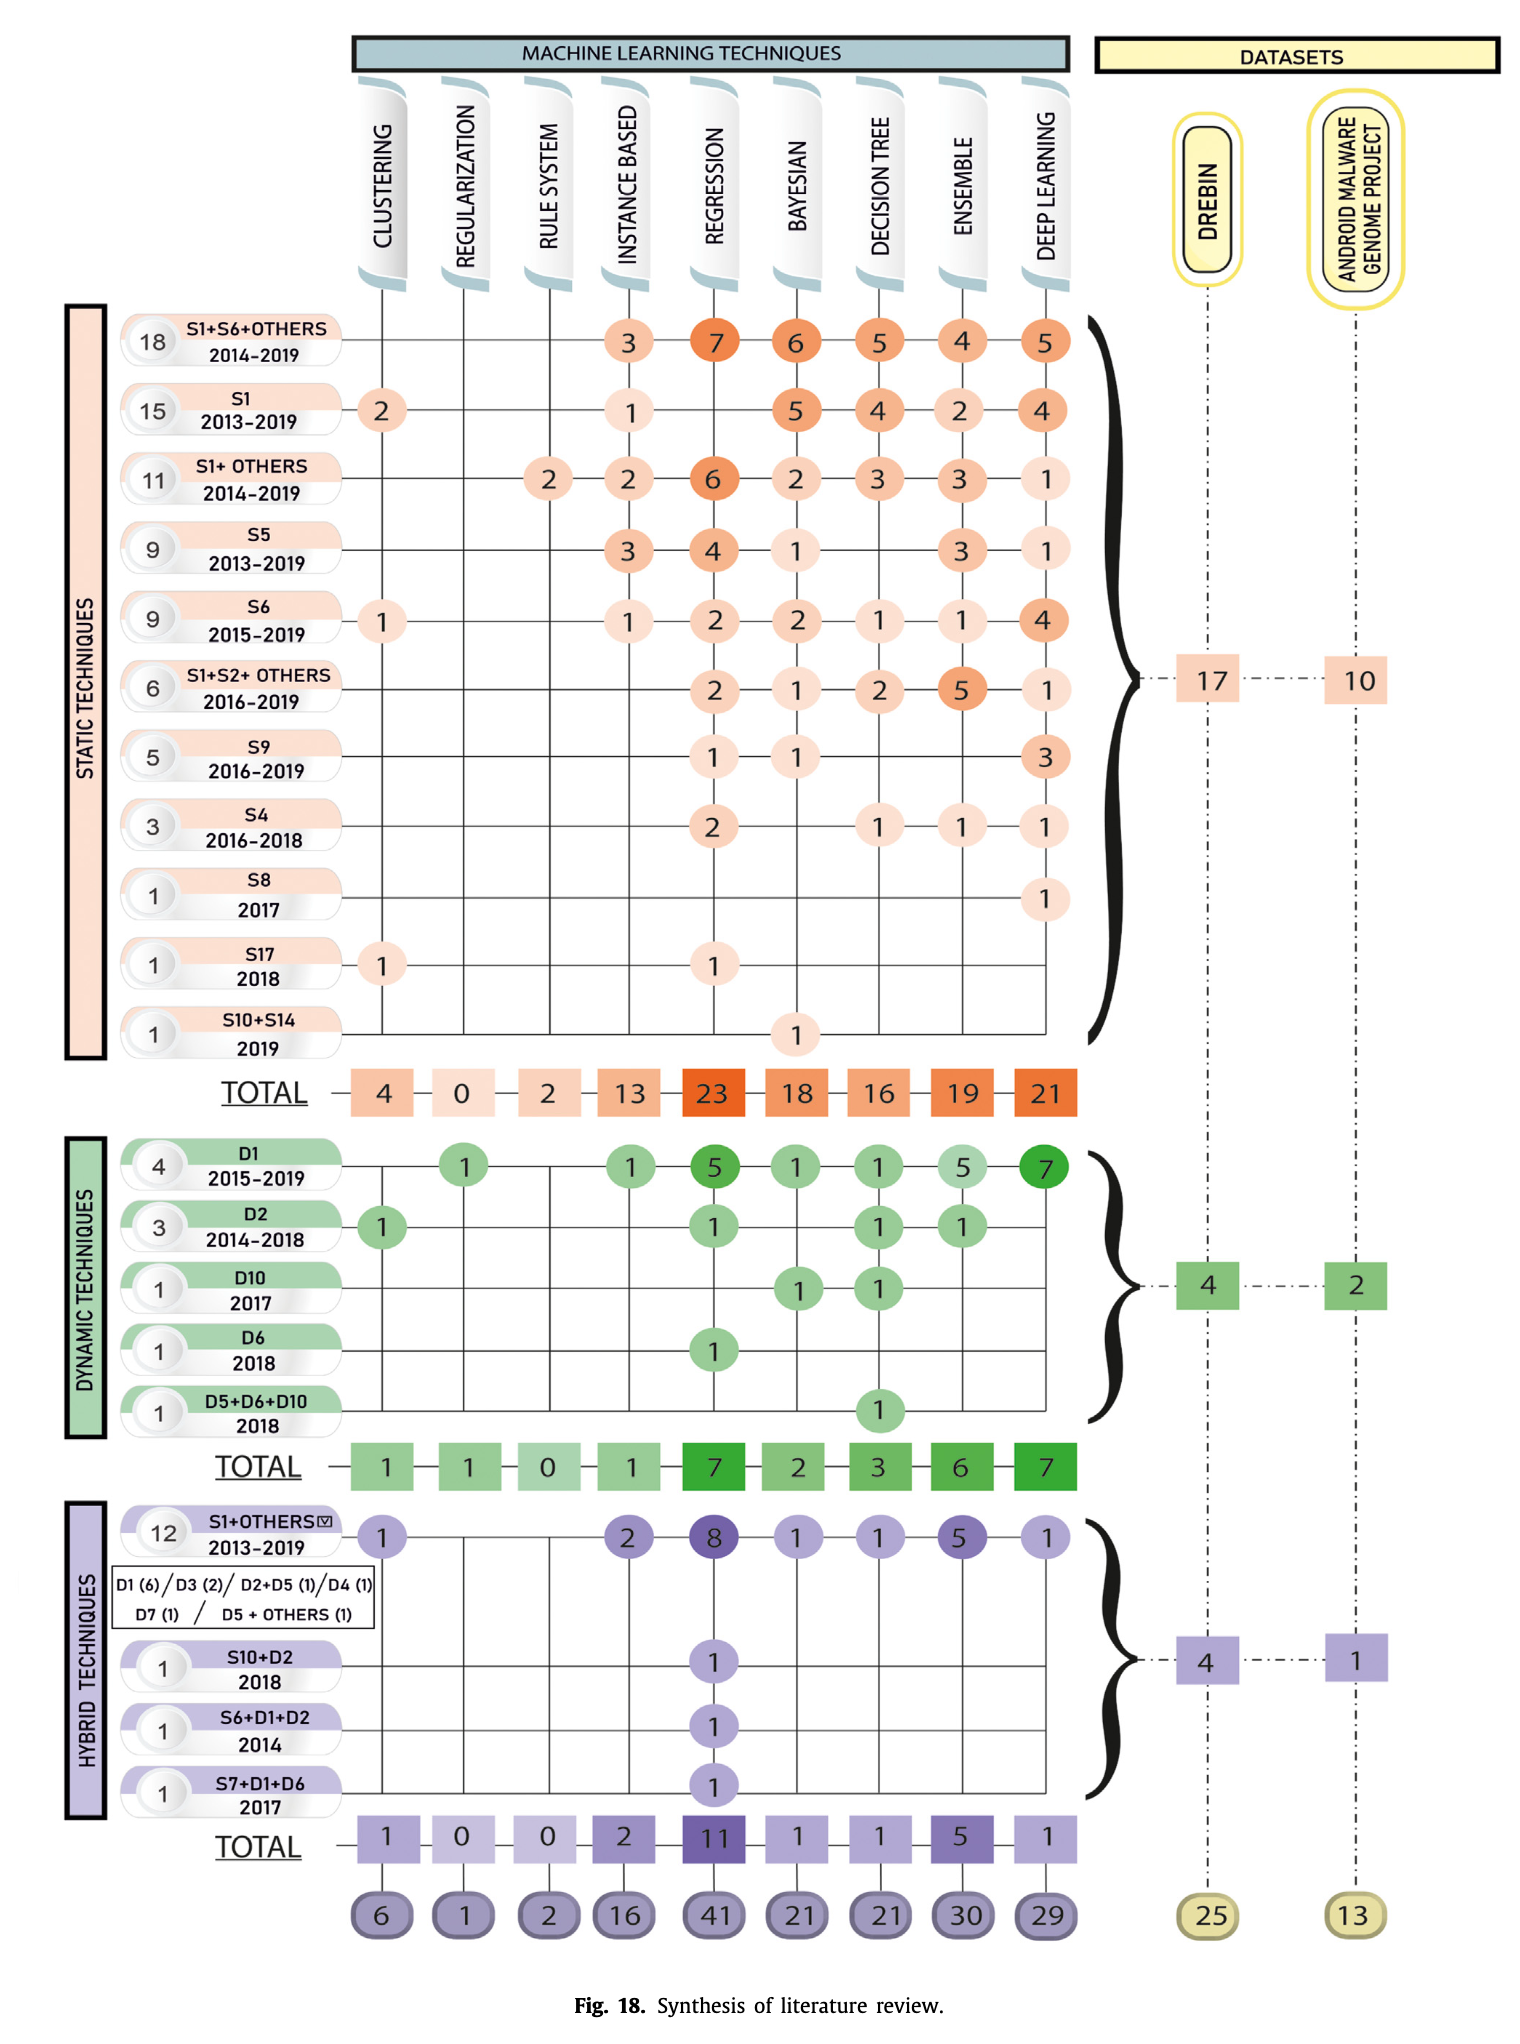 MACHINE LEARNING TECHNIQUES
DATASETS
CLUSTERING
REGULARIZATION
RULE SYSTEM
INSTANCE BASED
REGRESSION
BAYESIAN
DECISION TREE
ENSEMBLE
DEEP LEARNING
DREBIN
ANDROID MALWARE
GENOME PROJECT
STATIC TECHNIQUES
18 S1+S6+OTHERS 3 7 6 5 4 5
2014-2019
15 S1 2 1 5 4 2 4
2013-2019
11 S1+ OTHERS 2 2 6 2 3 3 1
2014-2019
9 S5 3 4 1 3 1
2013-2019
9 S6 1 1 2 2 1 1 4
2015-2019
6 S1+S2+ OTHERS 2 1 2 5 1
2016-2019
17 10
5 S9 1 1 3
2016-2019
3 S4 2 1 1 1
2016-2018
1 S8 1
2017
1 S17 1 1
2018
1 S10+S14 1
2019
TOTAL 4 0 2 13 23 18 16 19 21
DYNAMIC TECHNIQUES
4 D1 1 1 5 1 1 5 7
2015-2019
3 D2 1 1 1 1
2014-2018
1 D10 1 1
2017
4 2
1 D6 1
2018
1 D5+D6+D10 1
2018
TOTAL 1 1 0 1 7 2 3 6 7
HYBRID TECHNIQUES
12 S1+OTHERS V 1 2 8 1 1 5 1
2013-2019
D1 (6) / D3 (2) / D2+D5 (1) / D4 (1)
D7 (1) / D5 + OTHERS (1)
1 S10+D2 1
2018
4 1
1 S6+D1+D2 1
2014
1 S7+D1+D6 1
2017
TOTAL 1 0 0 2 11 1 1 5 1
6 1 2 16 41 21 21 30 29 25 13
Fig. 18. Synthesis of literature review.